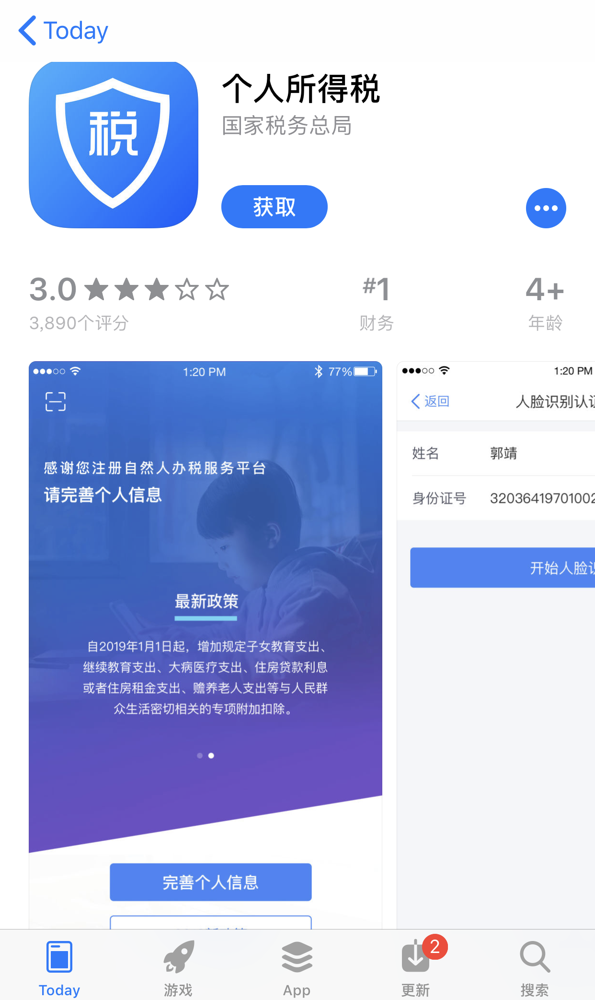 Today
税
个人所得税
国家税务总局
获取
3.0
#1
4+
3,890个评分
财务
年龄
1:20 PM
77%
感谢您注册自然人办税服务平台
请完善个人信息
最新政策
自2019年1月1日起，增加规定子女教育支出、
继续教育支出、大病医疗支出、住房贷款利息
或者住房租金支出、赡养老人支出等与人民群
众生活密切相关的专项附加扣除。
完善个人信息
1:20 PM
返回
人脸识别认证
姓名 郭靖
身份证号 32036419701002
开始人脸识
Today
游戏
App
2
更新
搜索